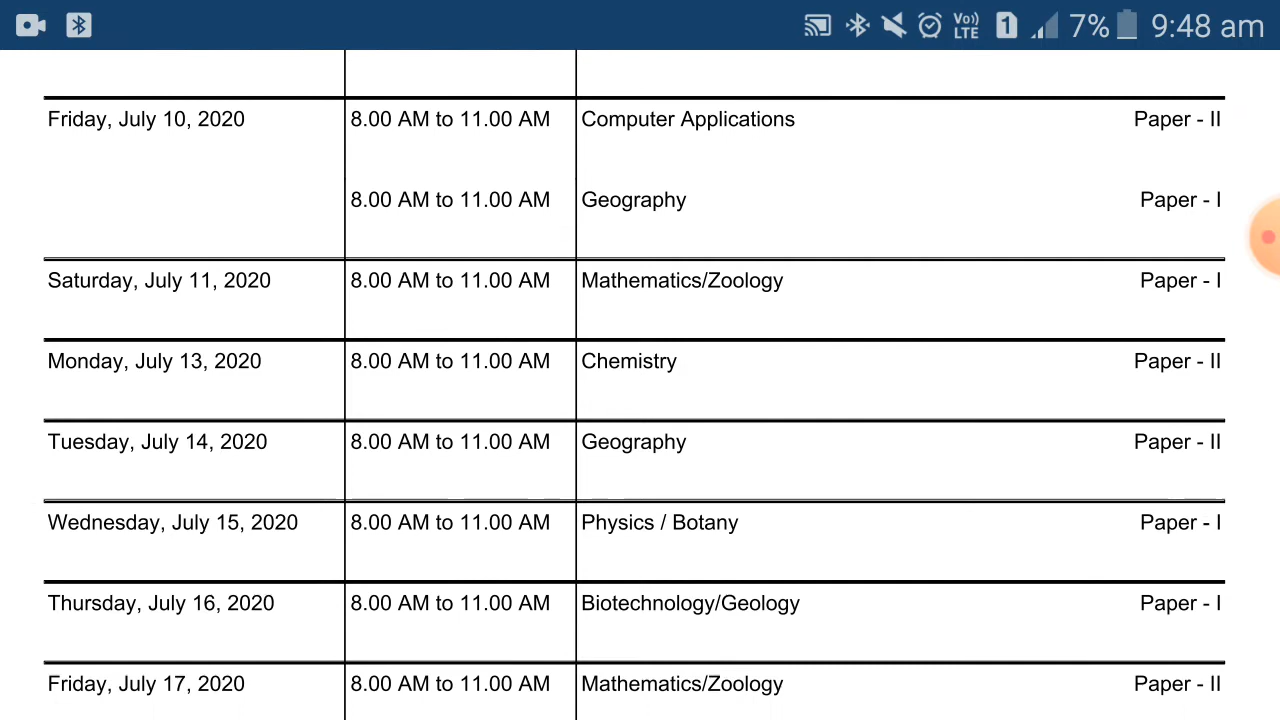 Vo)) LTE 1 7% 9:48 am
Friday, July 10, 2020 8.00 AM to 11.00 AM Computer Applications Paper - II
8.00 AM to 11.00 AM Geography Paper - I
Saturday, July 11, 2020 8.00 AM to 11.00 AM Mathematics/Zoology Paper - I
Monday, July 13, 2020 8.00 AM to 11.00 AM Chemistry Paper - II
Tuesday, July 14, 2020 8.00 AM to 11.00 AM Geography Paper - II
Wednesday, July 15, 2020 8.00 AM to 11.00 AM Physics / Botany Paper - I
Thursday, July 16, 2020 8.00 AM to 11.00 AM Biotechnology/Geology Paper - I
Friday, July 17, 2020 8.00 AM to 11.00 AM Mathematics/Zoology Paper - II